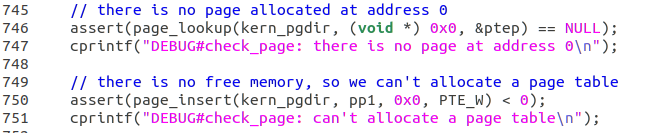 745 // there is no page allocated at address 0
746 assert(page_lookup(kern_pgdir, (void *) 0x0, &ptep) == NULL);
747 cprintf("DEBUG#check_page: there is no page at address 0\n");
748
749 // there is no free memory, so we can't allocate a page table
750 assert(page_insert(kern_pgdir, pp1, 0x0, PTE_W) < 0);
751 cprintf("DEBUG#check_page: can't allocate a page table\n");